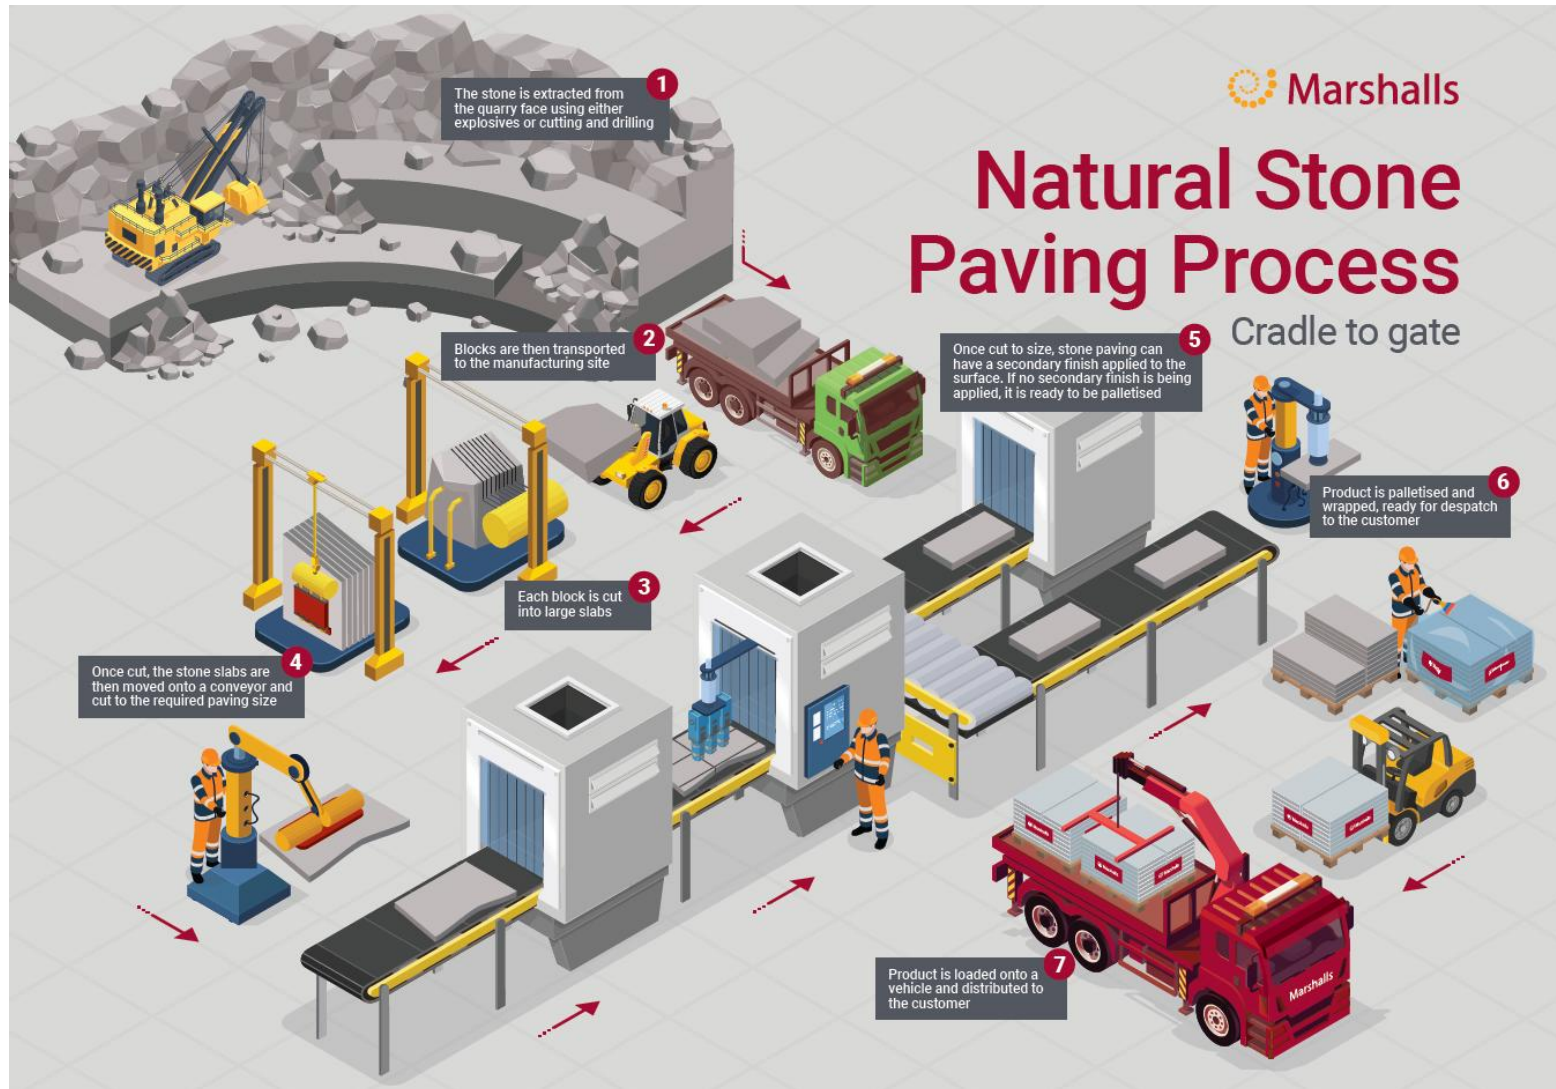 Marshalls
Natural Stone
Paving Process
Cradle to gate
1
The stone is extracted from
the quarry face using either
explosives or cutting and drilling
2
Blocks are then transported
to the manufacturing site
3
Each block is cut
into large slabs
4
Once cut, the stone slabs are
then moved onto a conveyor and
cut to the required paving size
5
Once cut to size, stone paving can
have a secondary finish applied to the
surface. If no secondary finish is being
applied, it is ready to be palletised
6
Product is palletised and
wrapped, ready for despatch
to the customer
7
Product is loaded onto a
vehicle and distributed to
the customer
Marshalls